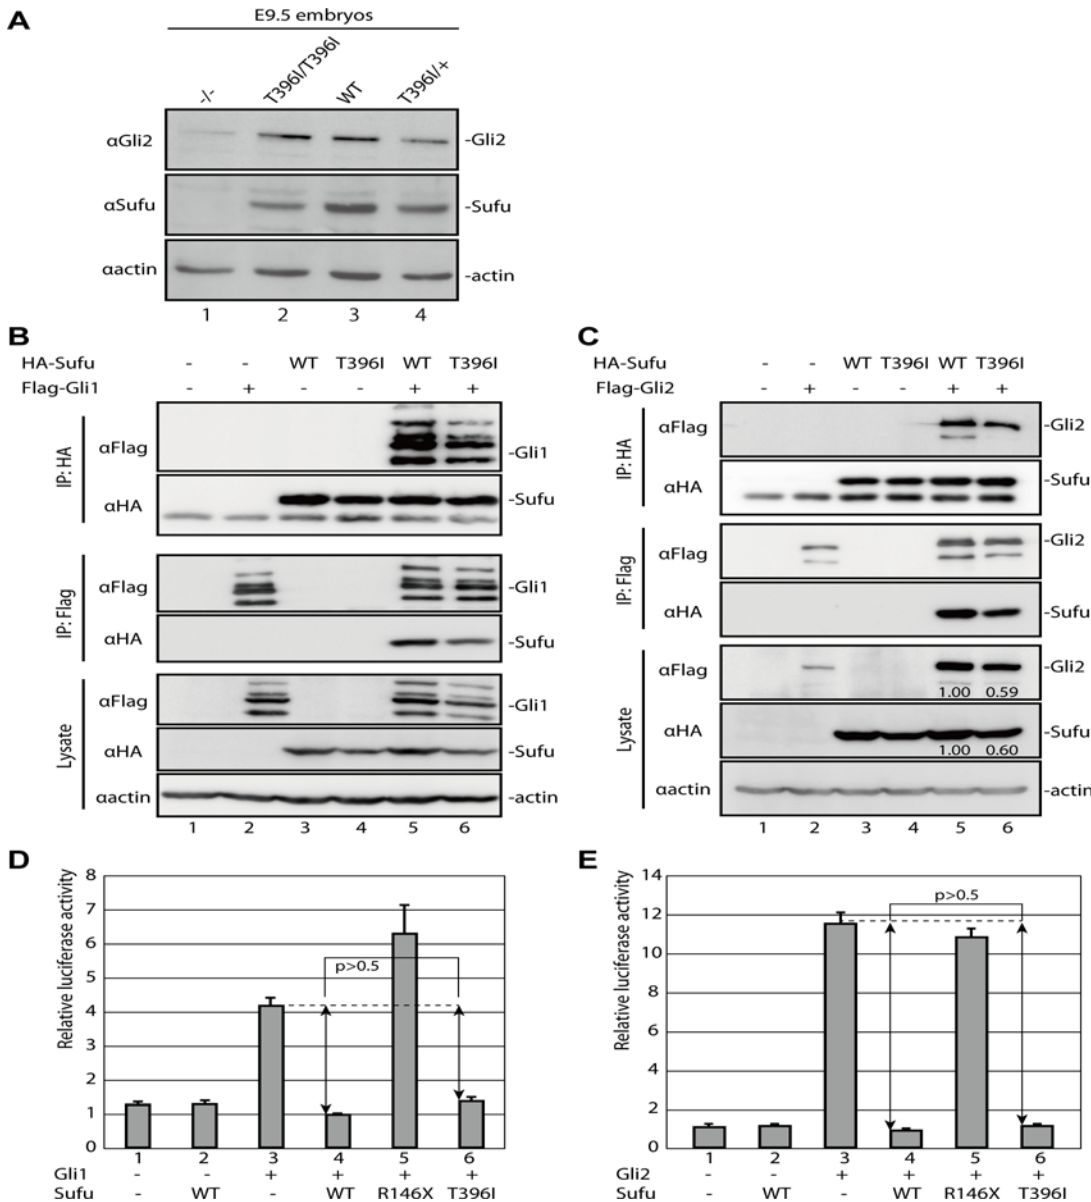 A
E9.5 embryos
-/- T396I/T396I WT T396I/+
αGli2 -Gli2
αSufu -Sufu
αactin -actin
1 2 3 4
B
HA-Sufu - - WT T396I WT T396I
Flag-Gli1 - + - - + +
IP: HA
αFlag -Gli1
αHA -Sufu
IP: Flag
αFlag -Gli1
αHA -Sufu
Lysate
αFlag -Gli1
αHA -Sufu
αactin -actin
1 2 3 4 5 6
C
HA-Sufu - - WT T396I WT T396I
Flag-Gli2 - + - - + +
IP: HA
αFlag -Gli2
αHA -Sufu
IP: Flag
αFlag -Gli2
αHA -Sufu
Lysate
αFlag -Gli2
1.00 0.59
αHA -Sufu
1.00 0.60
αactin -actin
1 2 3 4 5 6
D
Relative luciferase activity
8
7
6
5
4
3
2
1
0
p>0.5
1 2 3 4 5 6
Gli1 - - + + + +
Sufu - WT - WT R146X T396I
E
Relative luciferase activity
14
12
10
8
6
4
2
0
p>0.5
1 2 3 4 5 6
Gli2 - - + + + +
Sufu - WT - WT R146X T396I